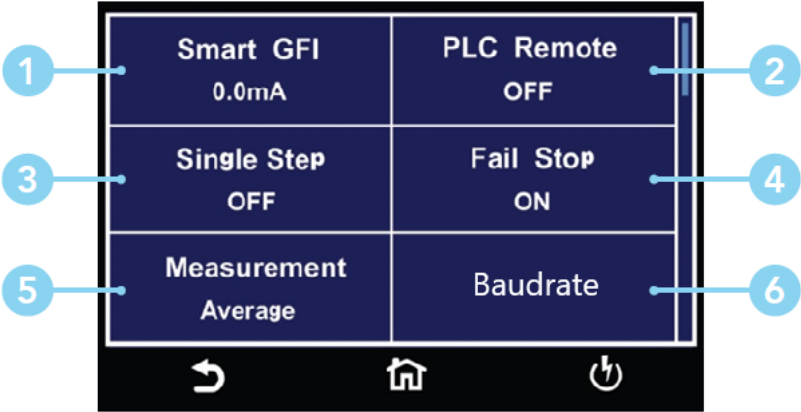 1
Smart GFI
0.0mA
PLC Remote
OFF
2
3
Single Step
OFF
Fail Stop
ON
4
5
Measurement
Average
Baudrate
6